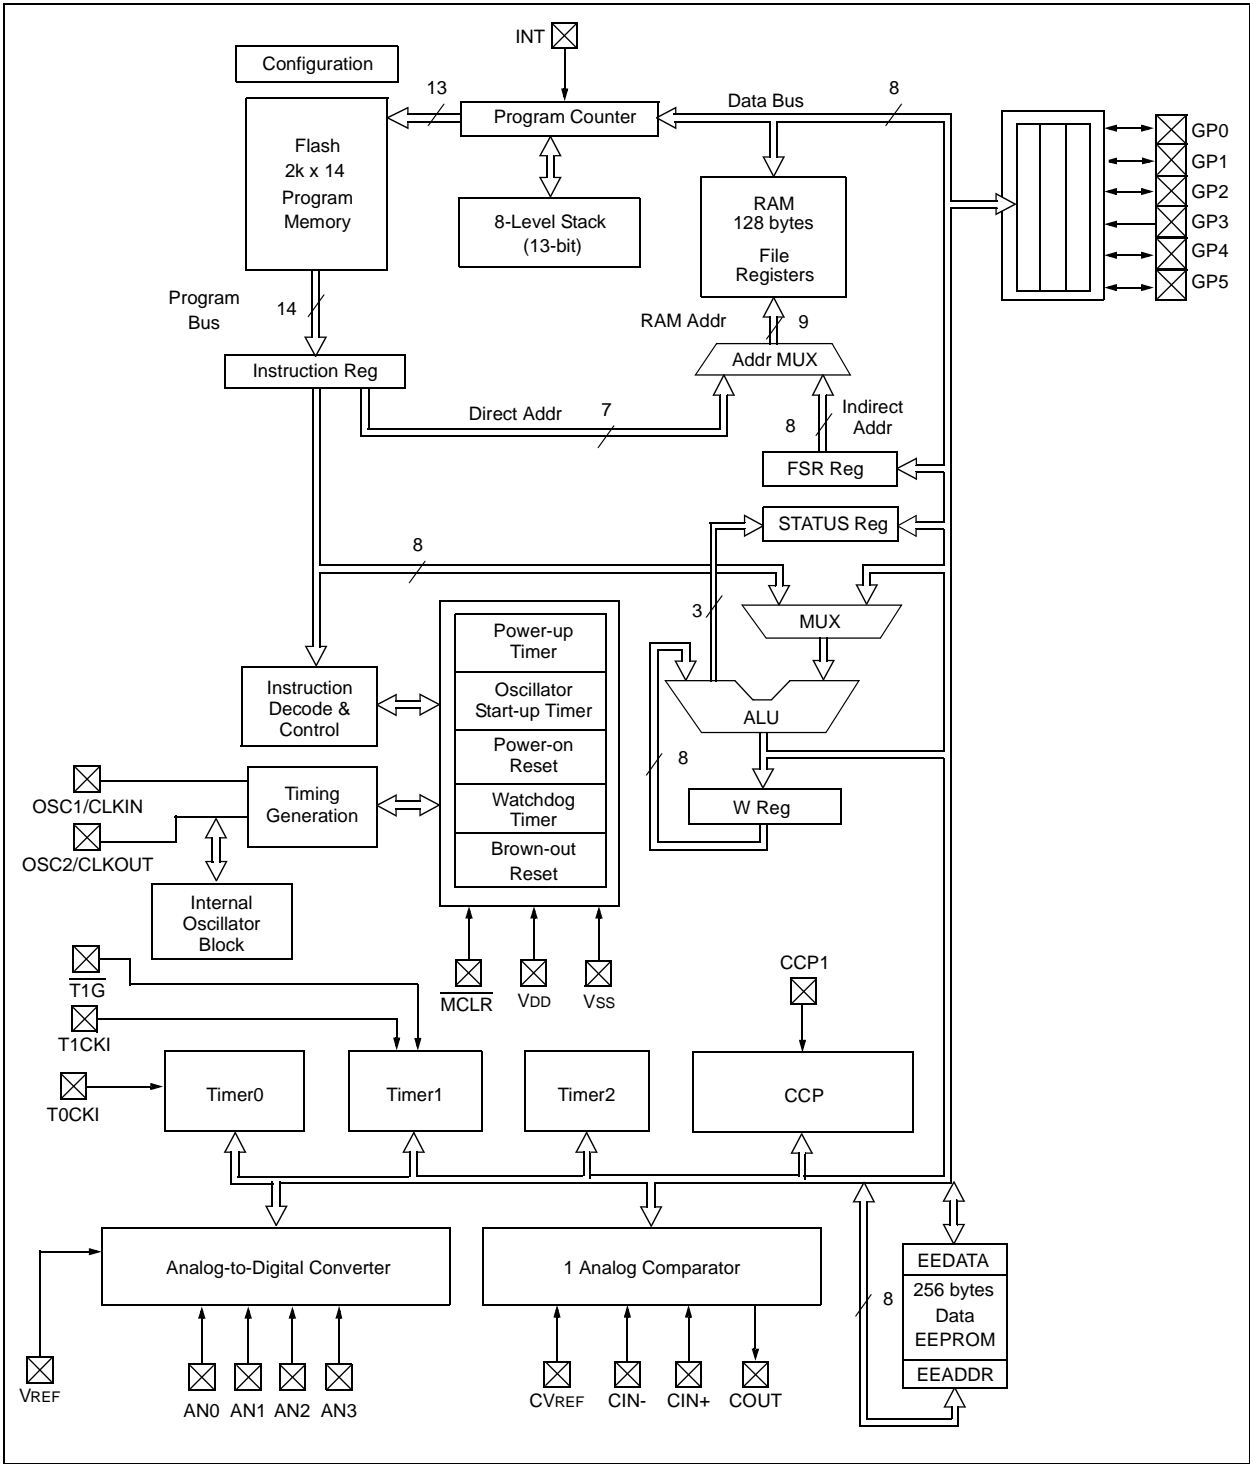 INT
Configuration
13
Program Counter
Data Bus
8
Flash
2k x 14
Program
Memory
8-Level Stack
(13-bit)
RAM
128 bytes
File
Registers
GP0
GP1
GP2
GP3
GP4
GP5
Program
Bus
14
RAM Addr
9
Addr MUX
Instruction Reg
Direct Addr
7
8
Indirect
Addr
FSR Reg
STATUS Reg
8
3
MUX
Power-up
Timer
Oscillator
Start-up Timer
Power-on
Reset
Watchdog
Timer
Brown-out
Reset
Instruction
Decode &
Control
ALU
8
W Reg
OSC1/CLKIN
Timing
Generation
OSC2/CLKOUT
Internal
Oscillator
Block
T1G
MCLR
VDD
VSS
CCP1
T1CKI
T0CKI
Timer0
Timer1
Timer2
CCP
Analog-to-Digital Converter
1 Analog Comparator
EEDATA
256 bytes
Data
EEPROM
EEADDR
8
VREF
AN0
AN1
AN2
AN3
CVREF
CIN-
CIN+
COUT